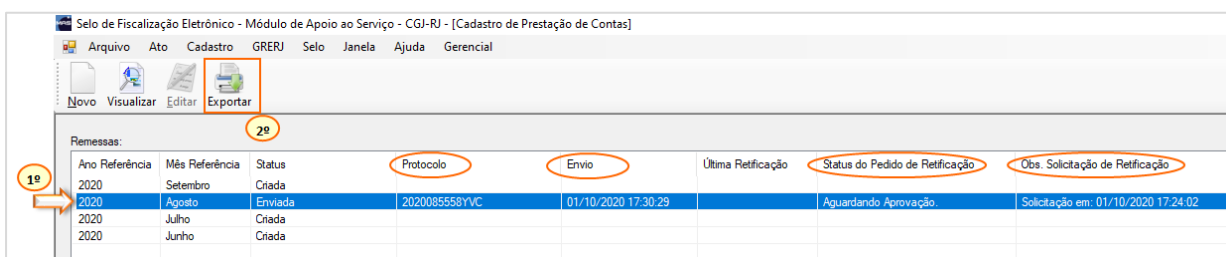 MAS Selo de Fiscalização Eletrônico - Módulo de Apoio ao Serviço - CGJ-RJ - [Cadastro de Prestação de Contas]
Arquivo Ato Cadastro GRERJ Selo Janela Ajuda Gerencial
Novo Visualizar Editar Exportar
2º
Remessas:
Ano Referência Mês Referência Status Protocolo Envio Última Retificação Status do Pedido de Retificação Obs. Solicitação de Retificação
1º
2020 Setembro Criada
2020 Agosto Enviada 2020085558YVC 01/10/2020 17:30:29 Aguardando Aprovação. Solicitação em: 01/10/2020 17:24:02
2020 Julho Criada
2020 Junho Criada